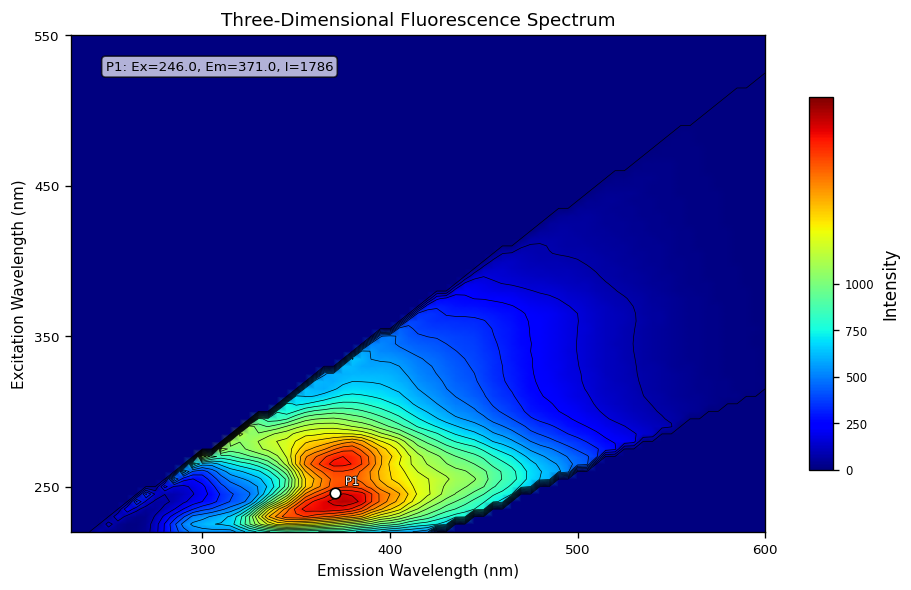 Three-Dimensional Fluorescence Spectrum
550
P1: Ex=246.0, Em=371.0, I=1786
450
350
250
Excitation Wavelength (nm)
P1
300
400
500
600
Emission Wavelength (nm)
1000
750
500
250
0
Intensity